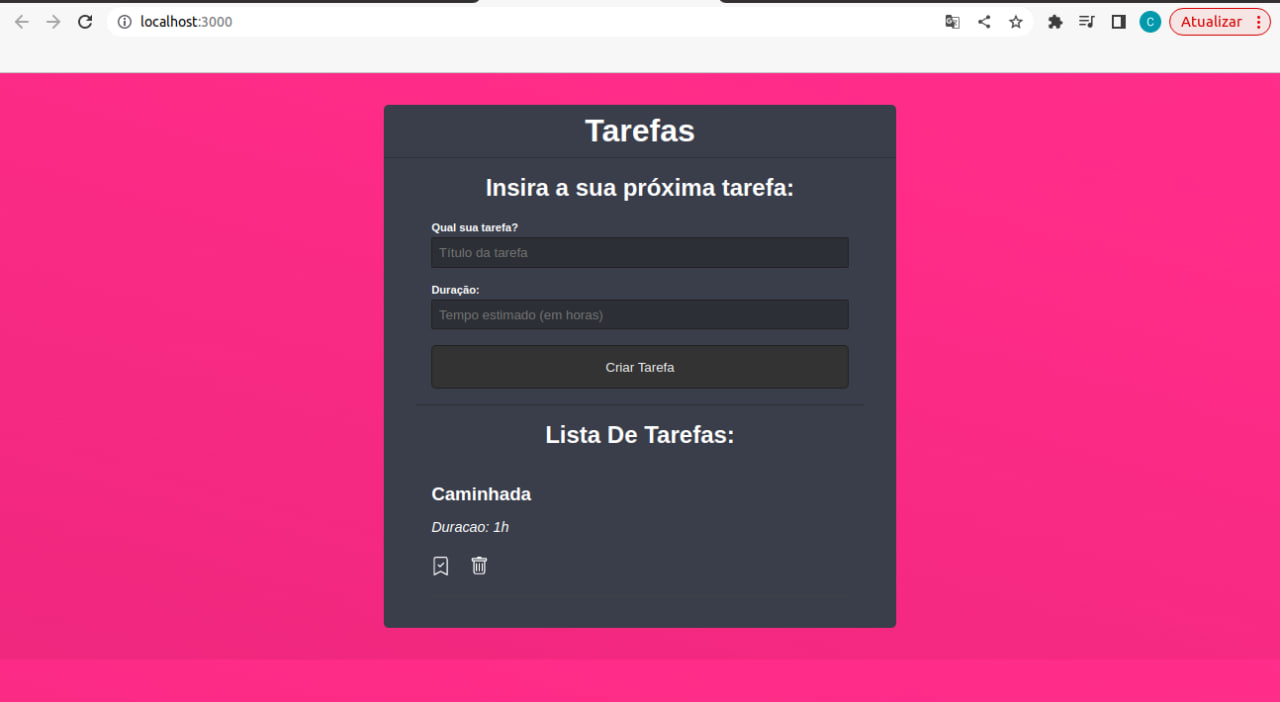 localhost:3000
C
Atualizar
Tarefas
Insira a sua próxima tarefa:
Qual sua tarefa?
Título da tarefa
Duração:
Tempo estimado (em horas)
Criar Tarefa
Lista De Tarefas:
Caminhada
Duracao: 1h